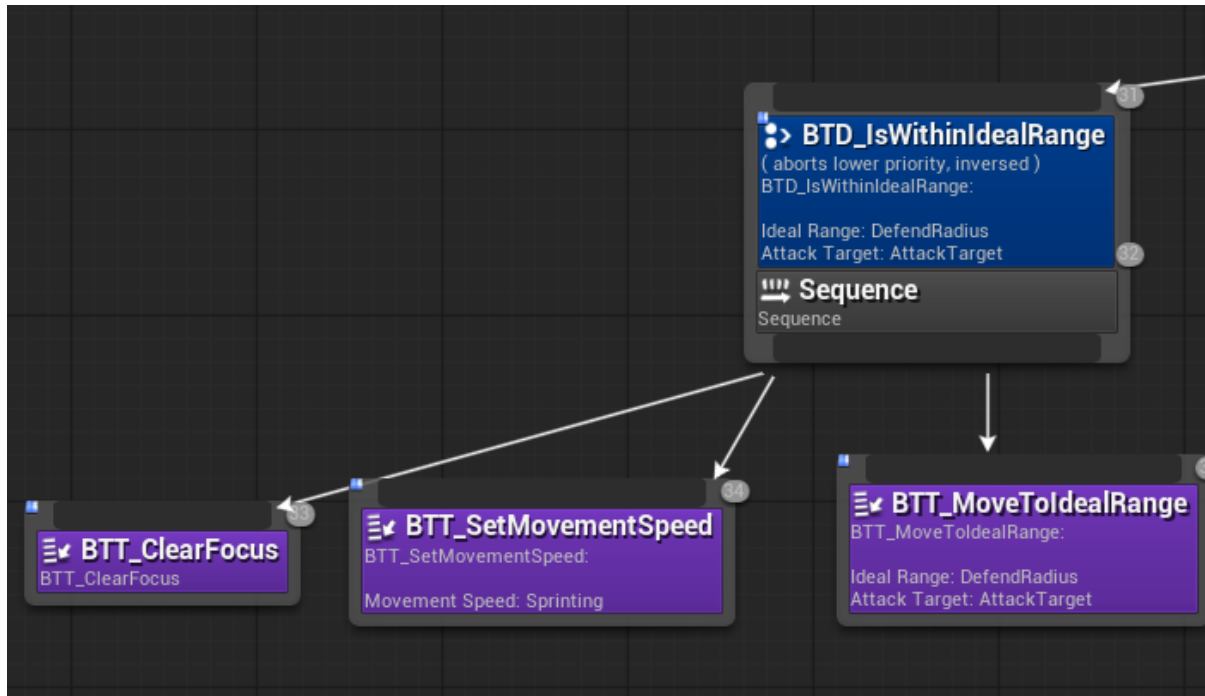 31
BTD_IsWithinIdealRange
( aborts lower priority, inversed )
BTD_IsWithinIdealRange:
Ideal Range: DefendRadius
Attack Target: AttackTarget
32
Sequence
Sequence
33
BTT_ClearFocus
BTT_ClearFocus
34
BTT_SetMovementSpeed
BTT_SetMovementSpeed:
Movement Speed: Sprinting
BTT_MoveToIdealRange
BTT_MoveToIdealRange:
Ideal Range: DefendRadius
Attack Target: AttackTarget